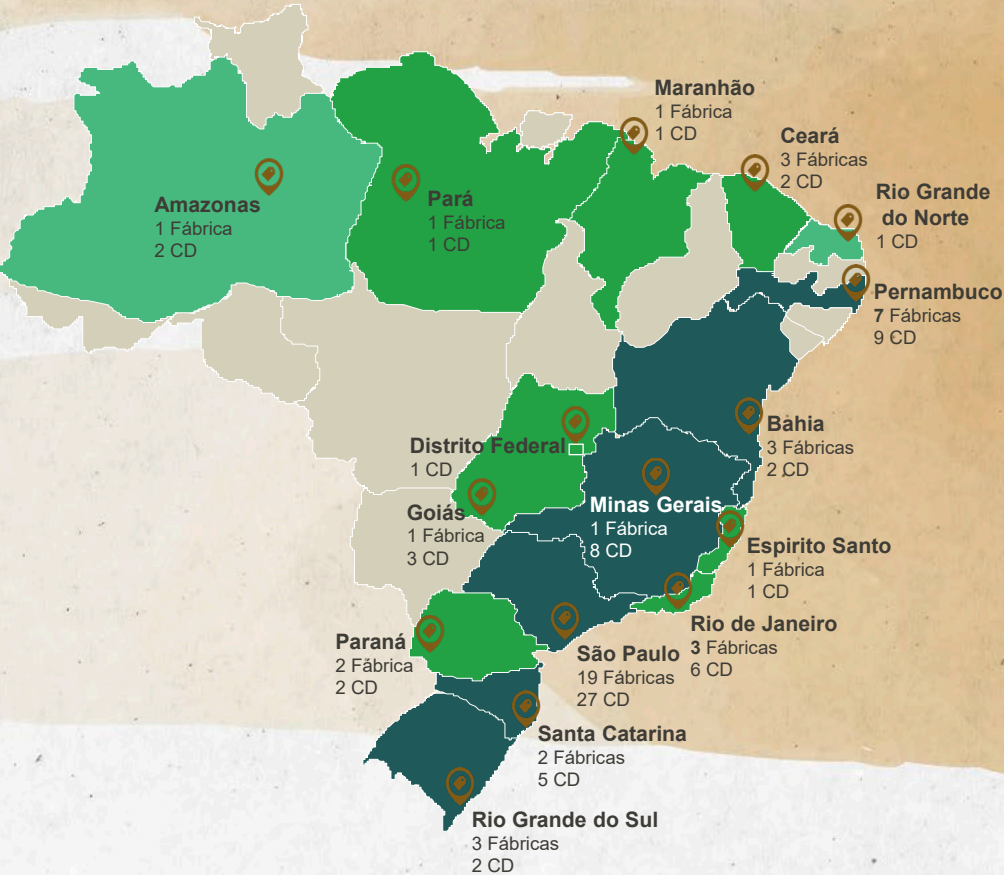 Maranhão
1 Fábrica
1 CD
Ceará
3 Fábricas
2 CD
Rio Grande
do Norte
1 CD
Amazonas
1 Fábrica
2 CD
Pará
1 Fábrica
1 CD
Pernambuco
7 Fábricas
9 CD
Bahia
3 Fábricas
2 CD
Distrito Federal
1 CD
Goiás
1 Fábrica
3 CD
Minas Gerais
1 Fábrica
8 CD
Espirito Santo
1 Fábrica
1 CD
Rio de Janeiro
3 Fábricas
6 CD
Paraná
2 Fábrica
2 CD
São Paulo
19 Fábricas
27 CD
Santa Catarina
2 Fábricas
5 CD
Rio Grande do Sul
3 Fábricas
2 CD